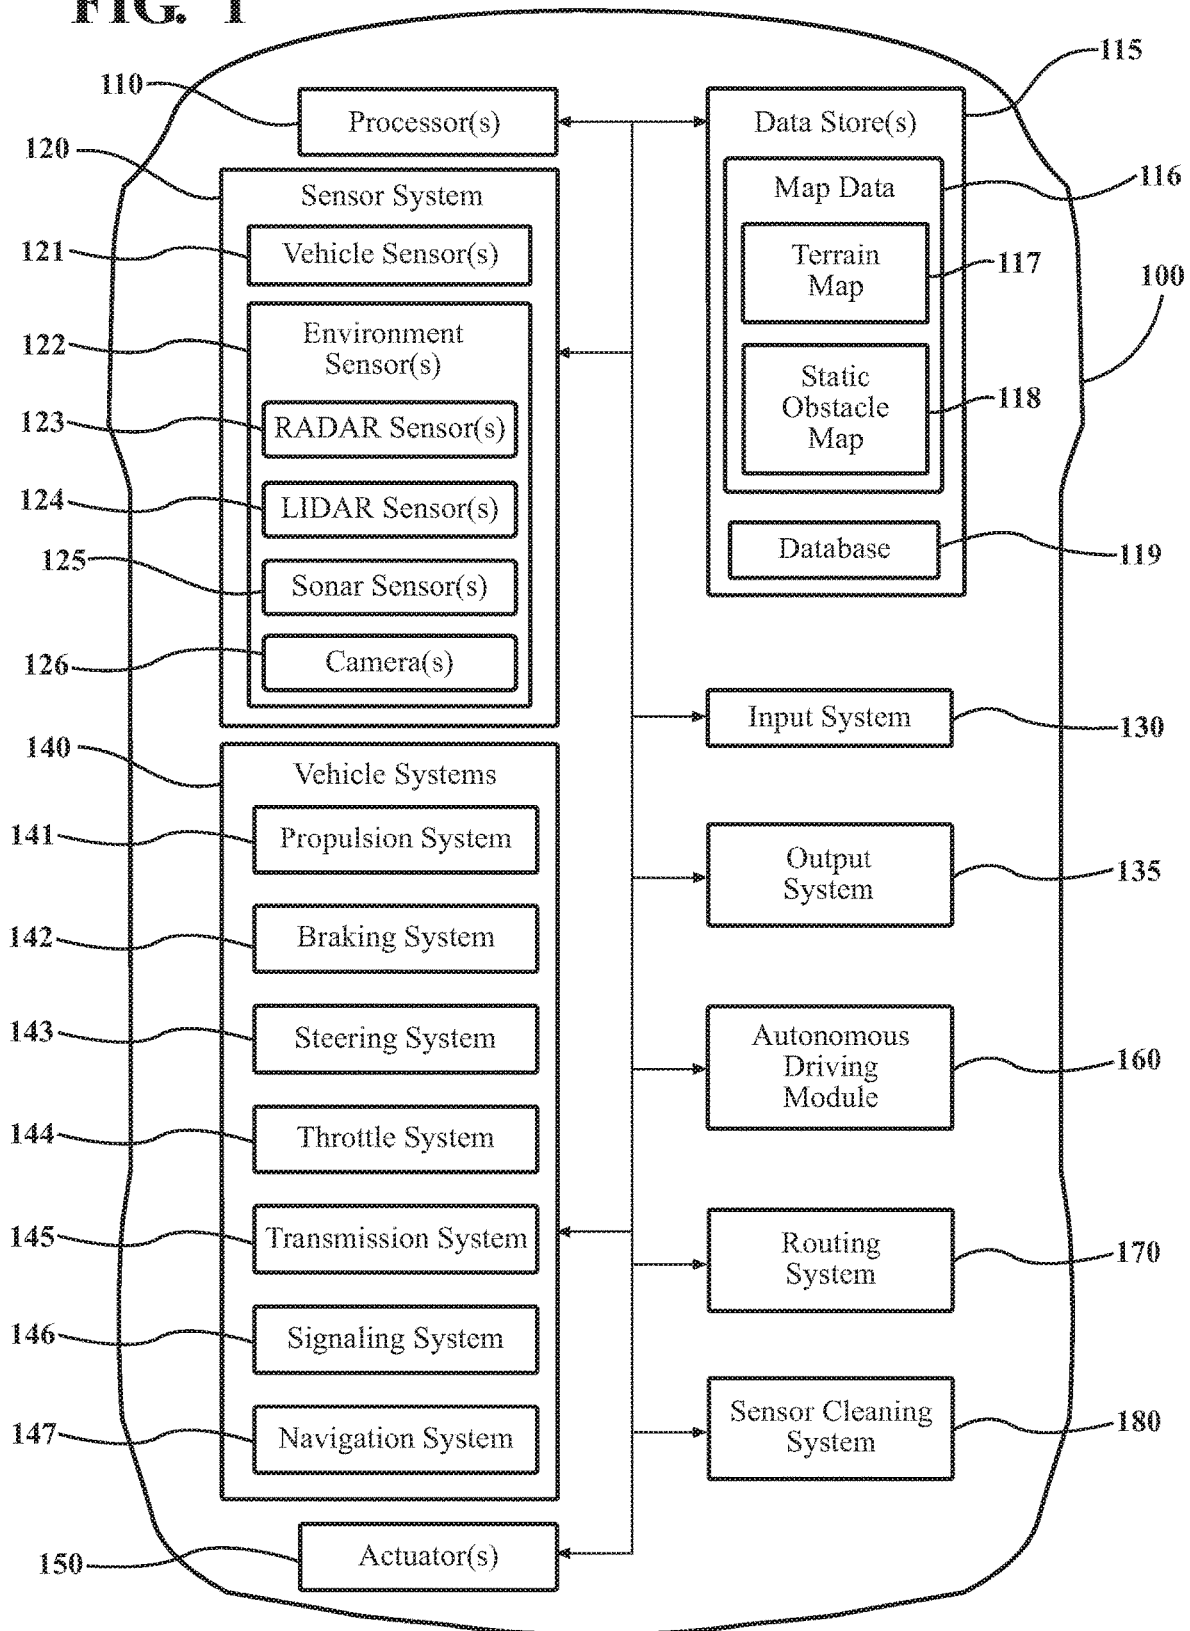 FIG. 1
110
Processor(s)
120
Sensor System
121
Vehicle Sensor(s)
122
Environment
Sensor(s)
123
RADAR Sensor(s)
124
LIDAR Sensor(s)
125
Sonar Sensor(s)
126
Camera(s)
140
Vehicle Systems
141
Propulsion System
142
Braking System
143
Steering System
144
Throttle System
145
Transmission System
146
Signaling System
147
Navigation System
150
Actuator(s)
Data Store(s)
115
Map Data
116
Terrain
Map
117
100
Static
Obstacle
Map
118
Database
119
Input System
130
Output
System
135
Autonomous
Driving
Module
160
Routing
System
170
Sensor Cleaning
System
180